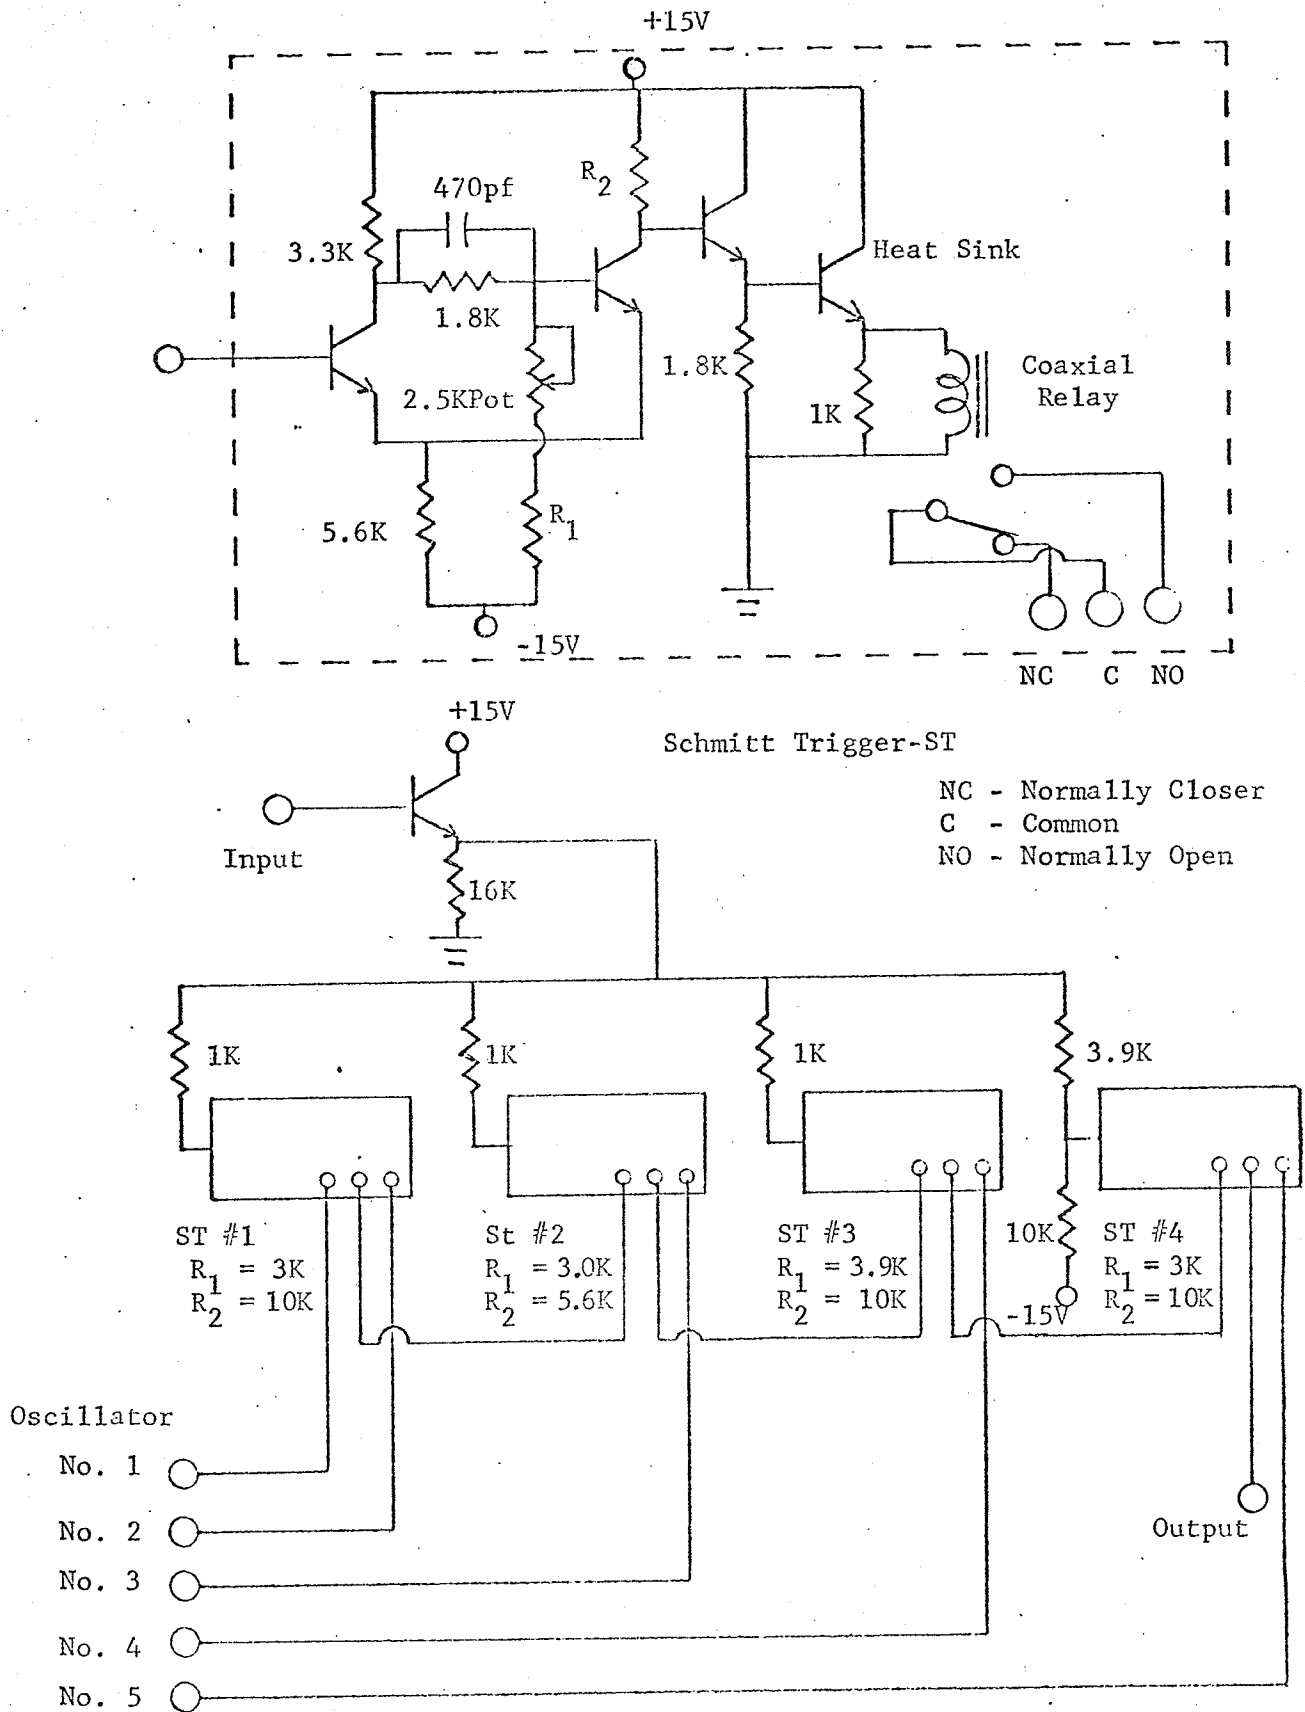 +15V
470pf
R2
3.3K
Heat Sink
1.8K
1.8K
Coaxial
Relay
2.5KPot
1K
5.6K
R1
-15V
NC C NO
+15V
Schmitt Trigger-ST
NC - Normally Closer
C - Common
NO - Normally Open
Input
16K
1K
1K
1K
3.9K
ST #1
R1 = 3K
R2 = 10K
St #2
R1 = 3.0K
R2 = 5.6K
ST #3
R1 = 3.9K
R2 = 10K
10K
-15V
ST #4
R1 = 3K
R2 = 10K
Oscillator
No. 1
No. 2
No. 3
No. 4
No. 5
Output